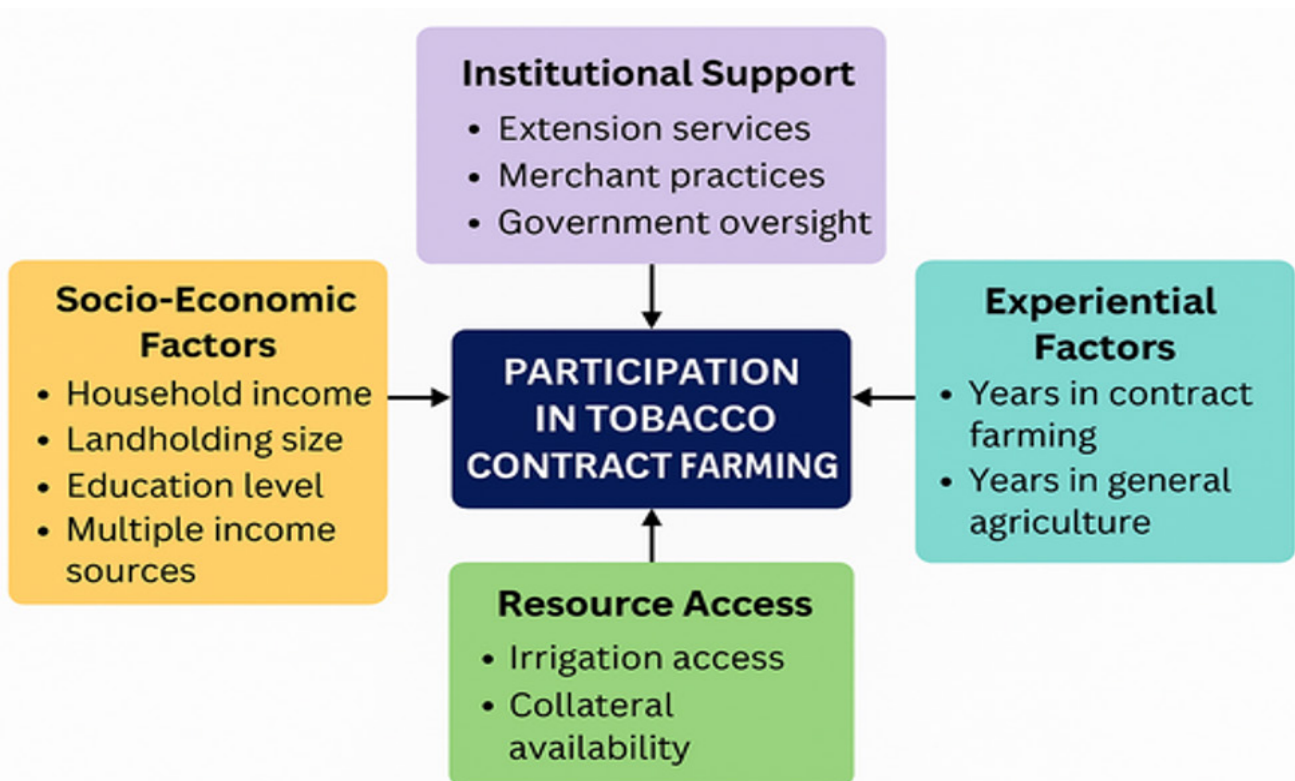 Institutional Support
• Extension services
• Merchant practices
• Government oversight
Socio-Economic
Factors
• Household income
• Landholding size
• Education level
• Multiple income
sources
PARTICIPATION
IN TOBACCO
CONTRACT FARMING
Experiential
Factors
• Years in contract
farming
• Years in general
agriculture
Resource Access
• Irrigation access
• Collateral
availability